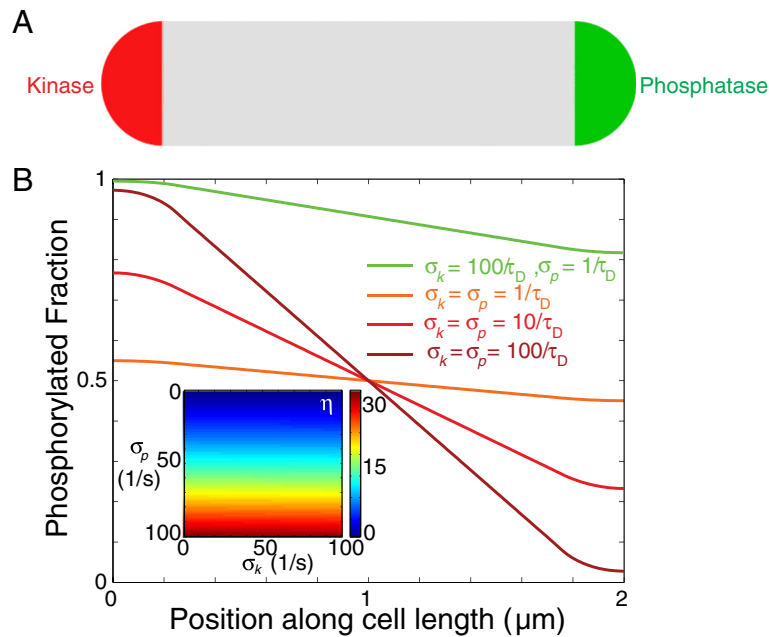 A
Kinase
Phosphatase
B
Phosphorylated Fraction
1
0.5
0
σk = 100/τD , σp = 1/τD
σk = σp = 1/τD
σk = σp = 10/τD
σk = σp = 100/τD
η
0
50
100
σp
(1/s)
0
50
100
σk (1/s)
30
15
0
0
1
2
Position along cell length (µm)